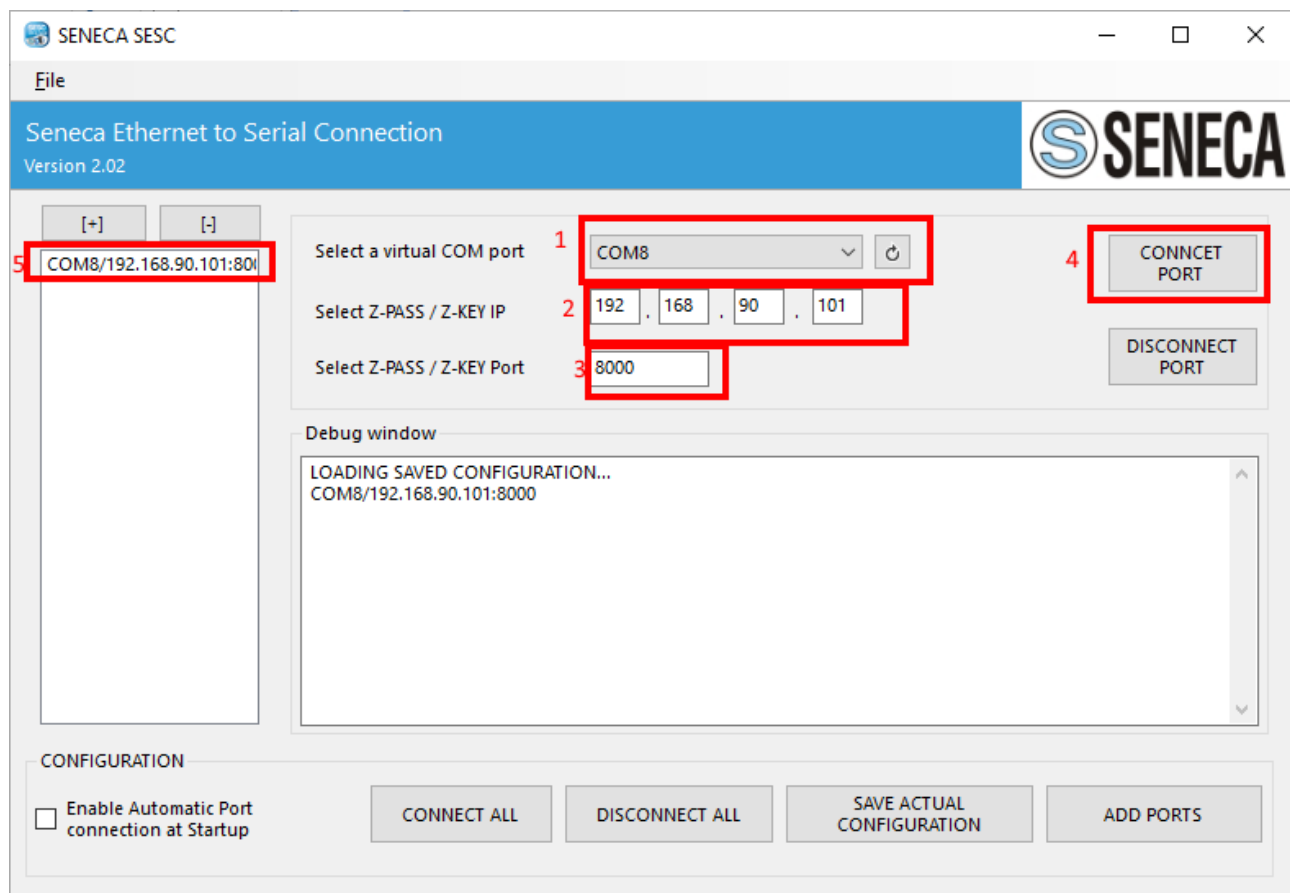 SENECA SESC
File
Seneca Ethernet to Serial Connection
Version 2.02
S SENECA
[+] [-]
5 COM8/192.168.90.101:80
Select a virtual COM port 1 COM8
4 CONNCET
PORT
Select Z-PASS / Z-KEY IP 2 192 . 168 . 90 . 101
Select Z-PASS / Z-KEY Port 3 8000
DISCONNECT
PORT
Debug window
LOADING SAVED CONFIGURATION...
COM8/192.168.90.101:8000
CONFIGURATION
Enable Automatic Port
connection at Startup
CONNECT ALL
DISCONNECT ALL
SAVE ACTUAL
CONFIGURATION
ADD PORTS